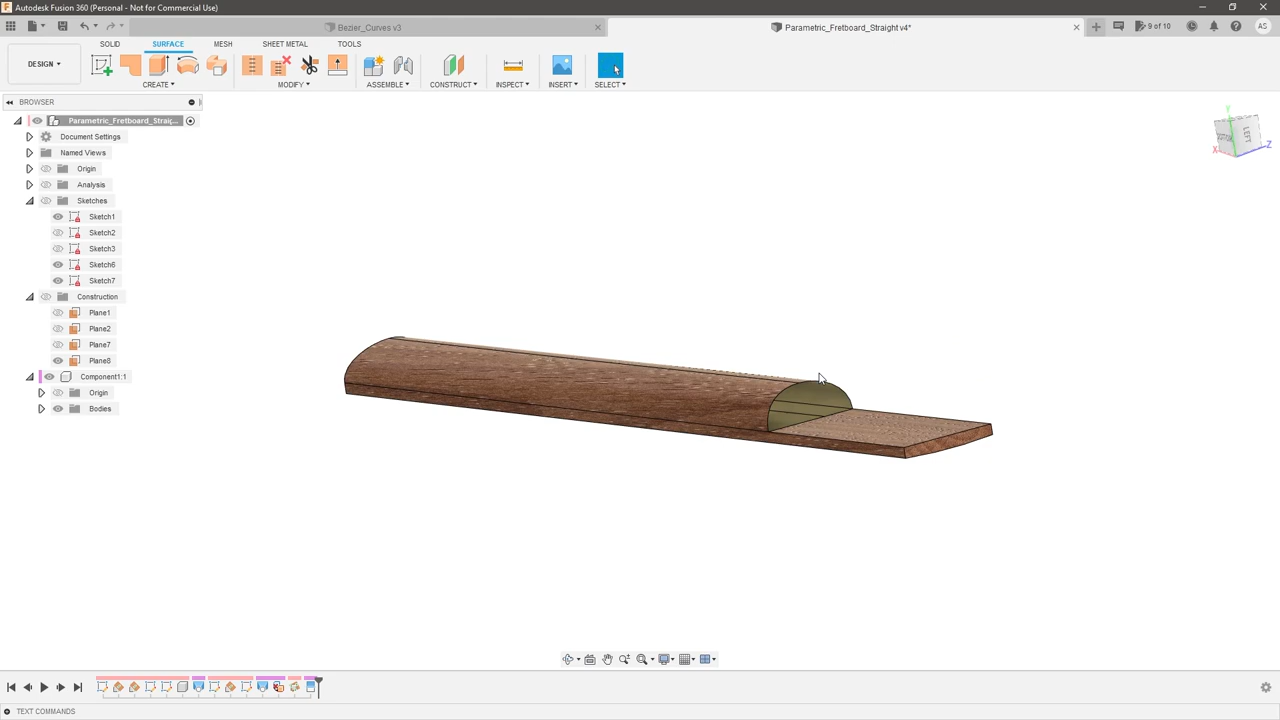 Autodesk Fusion 360 (Personal - Not for Commercial Use)
Bezier_Curves v3
Parametric_Fretboard_Straight v4*
9 of 10
AS
DESIGN
SOLID
SURFACE
MESH
SHEET METAL
TOOLS
CREATE
MODIFY
ASSEMBLE
CONSTRUCT
INSPECT
INSERT
SELECT
BROWSER
Parametric_Fretboard_Straig...
Document Settings
Named Views
Origin
Analysis
Sketches
Sketch1
Sketch2
Sketch3
Sketch6
Sketch7
Construction
Plane1
Plane2
Plane7
Plane8
Component1:1
Origin
Bodies
Y
BOTTOM
LEFT
X
Z
TEXT COMMANDS